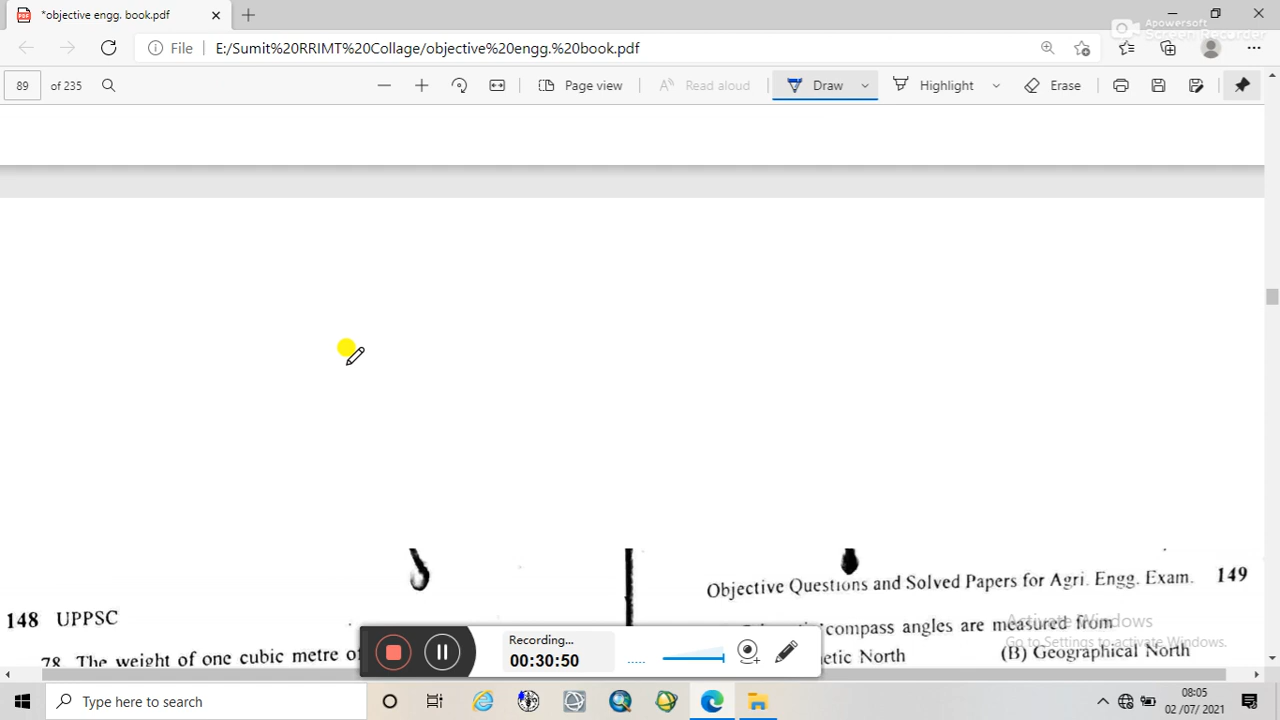 *objective engg. book.pdf
Apowersoft
Screen Recorder
File
E:/Sumit%20RRIMT%20Collage/objective%20engg.%20book.pdf
89 of 235
Page view
Read aloud
Draw
Highlight
Erase
Objective Questions and Solved Papers for Agri. Engg. Exam. 149
148 UPPSC
compass angles are measured from
78. The weight of one cubic metre of
etic North (B) Geographical North
Activate Windows
Go to Settings to activate Windows.
Recording...
00:30:50
Type here to search
08:05
02 /07/ 2021